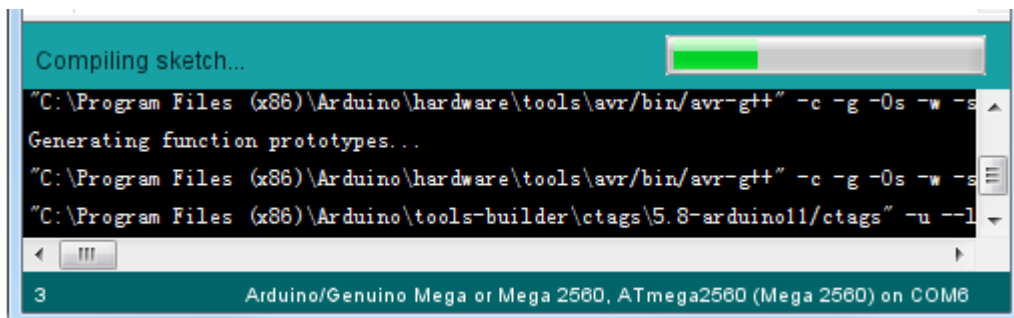 Compiling sketch...
"C:\Program Files (x86)\Arduino\hardware\tools\avr/bin/avr-g++" -c -g -Os -w -s
Generating function prototypes...
"C:\Program Files (x86)\Arduino\hardware\tools\avr/bin/avr-g++" -c -g -Os -w -s
"C:\Program Files (x86)\Arduino\tools-builder\ctags\5.8-arduino11/ctags" -u --l
3 Arduino/Genuino Mega or Mega 2560, ATmega2560 (Mega 2560) on COM6